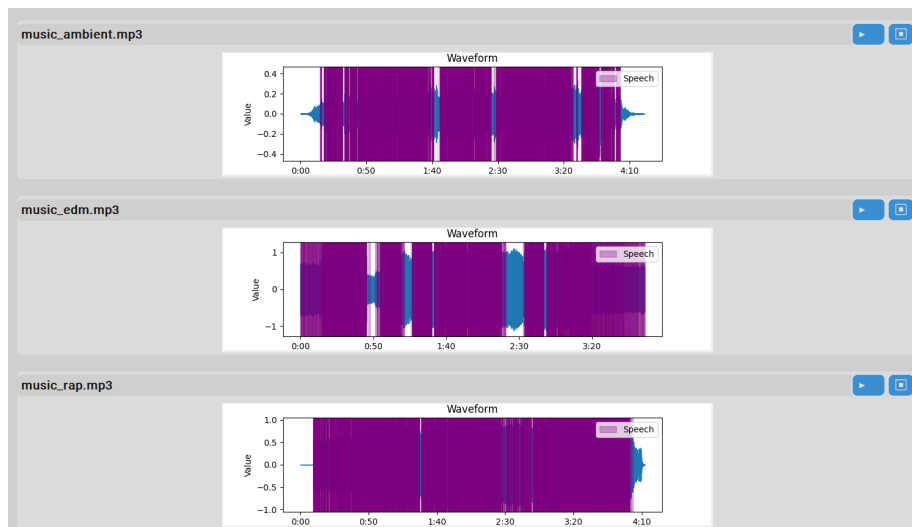 music_ambient.mp3
Waveform
Speech
Value
0.4
0.2
0.0
−0.2
−0.4
0:00 0:50 1:40 2:30 3:20 4:10
music_edm.mp3
Waveform
Speech
Value
1
0
−1
0:00 0:50 1:40 2:30 3:20
music_rap.mp3
Waveform
Speech
Value
1.0
0.5
0.0
−0.5
−1.0
0:00 0:50 1:40 2:30 3:20 4:10